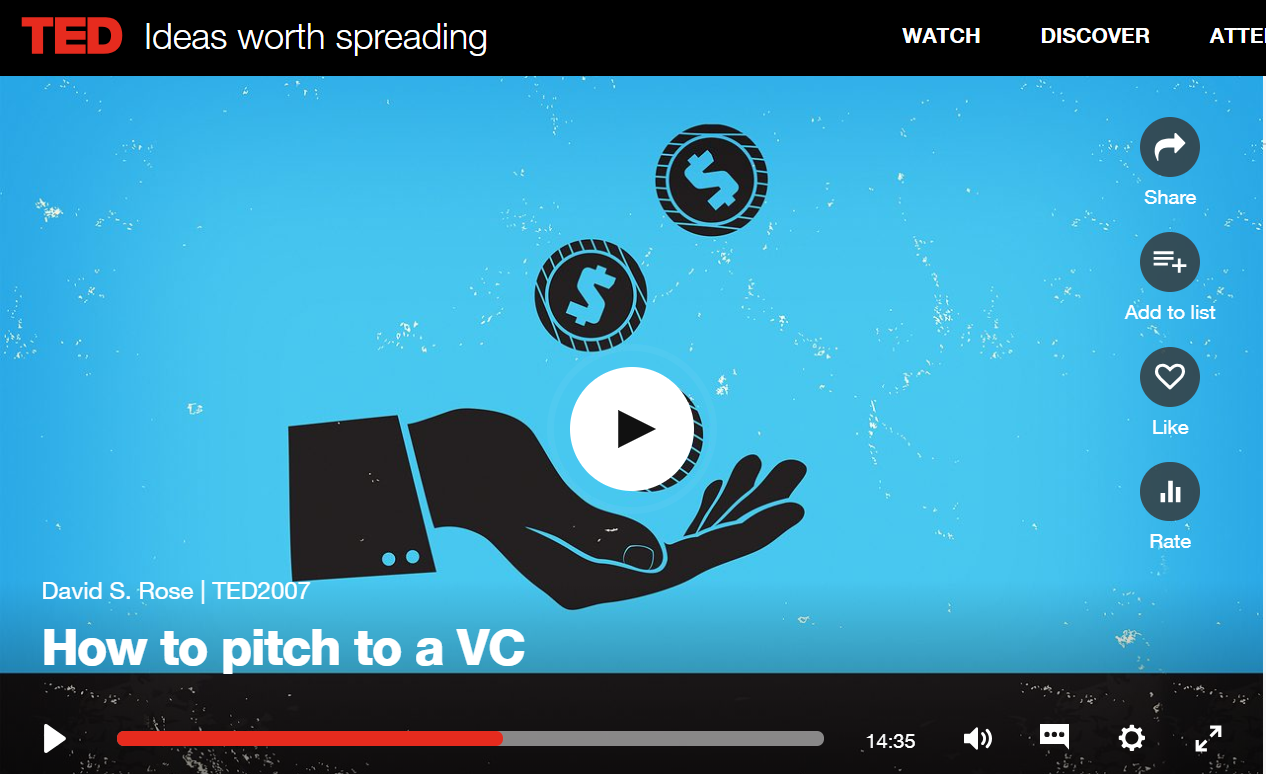 TED Ideas worth spreading WATCH DISCOVER ATTE
Share
Add to list
Like
Rate
David S. Rose | TED2007
How to pitch to a VC
14:35